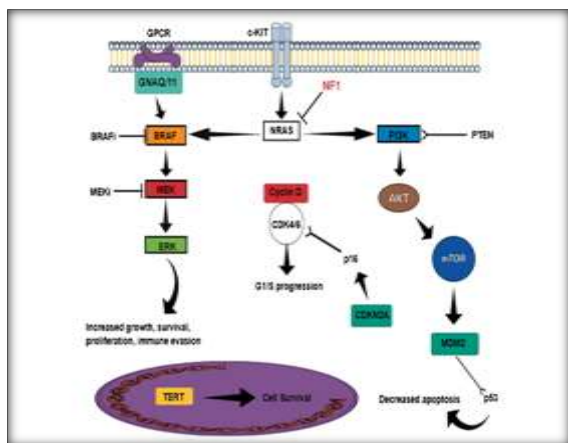 GPCR
c-KIT
GNAQ/11
NF1
BRAFi
BRAF
NRAS
PI3K
PTEN
MEKi
MEK
Cyclin D
AKT
CDK4/6
ERK
p16
mTOR
G1/S progression
CDKN2A
Increased growth, survival,
proliferation, immune evasion
MDM2
TERT
Cell Survival
Decreased apoptosis
p53